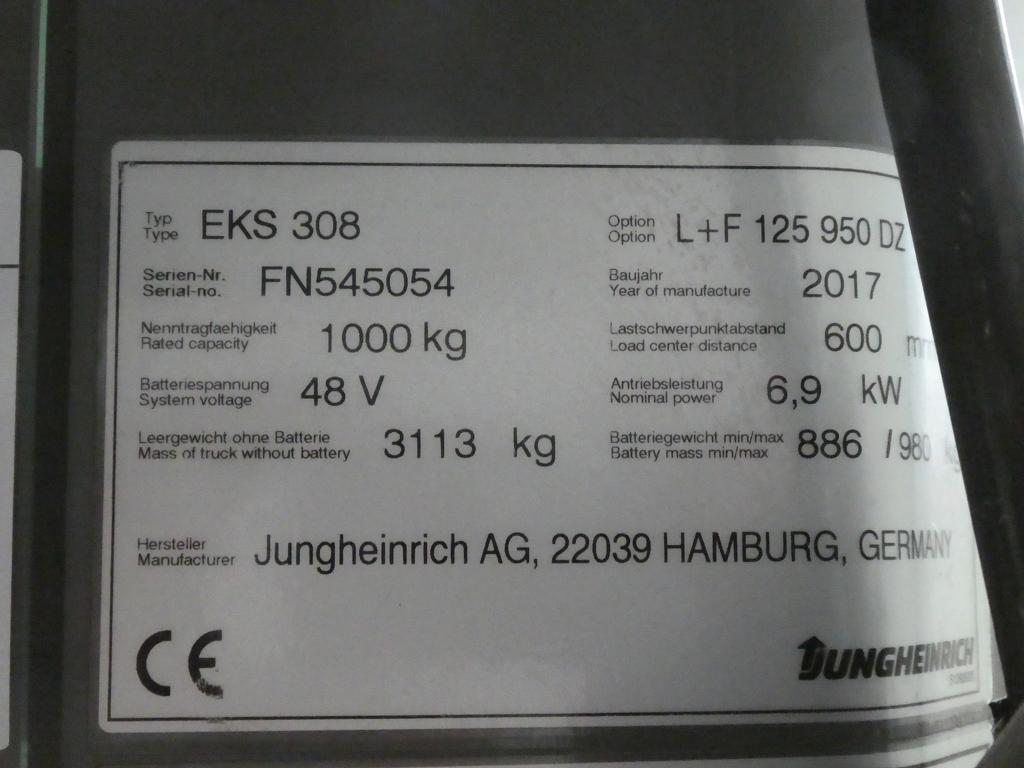 Typ Type EKS 308 Option Option L+F 125 950 DZ
Serien-Nr. Serial-no. FN545054 Baujahr Year of manufacture 2017
Nenntragfaehigkeit Rated capacity 1000 kg Lastschwerpunktabstand Load center distance 600 mm
Batteriespannung System voltage 48 V Antriebsleistung Nominal power 6,9 kW
Leergewicht ohne Batterie Mass of truck without battery 3113 kg Batteriegewicht min/max Battery mass min/max 886 / 980 kg
Hersteller Manufacturer Jungheinrich AG, 22039 HAMBURG, GERMANY
CE JUNGHEINRICH